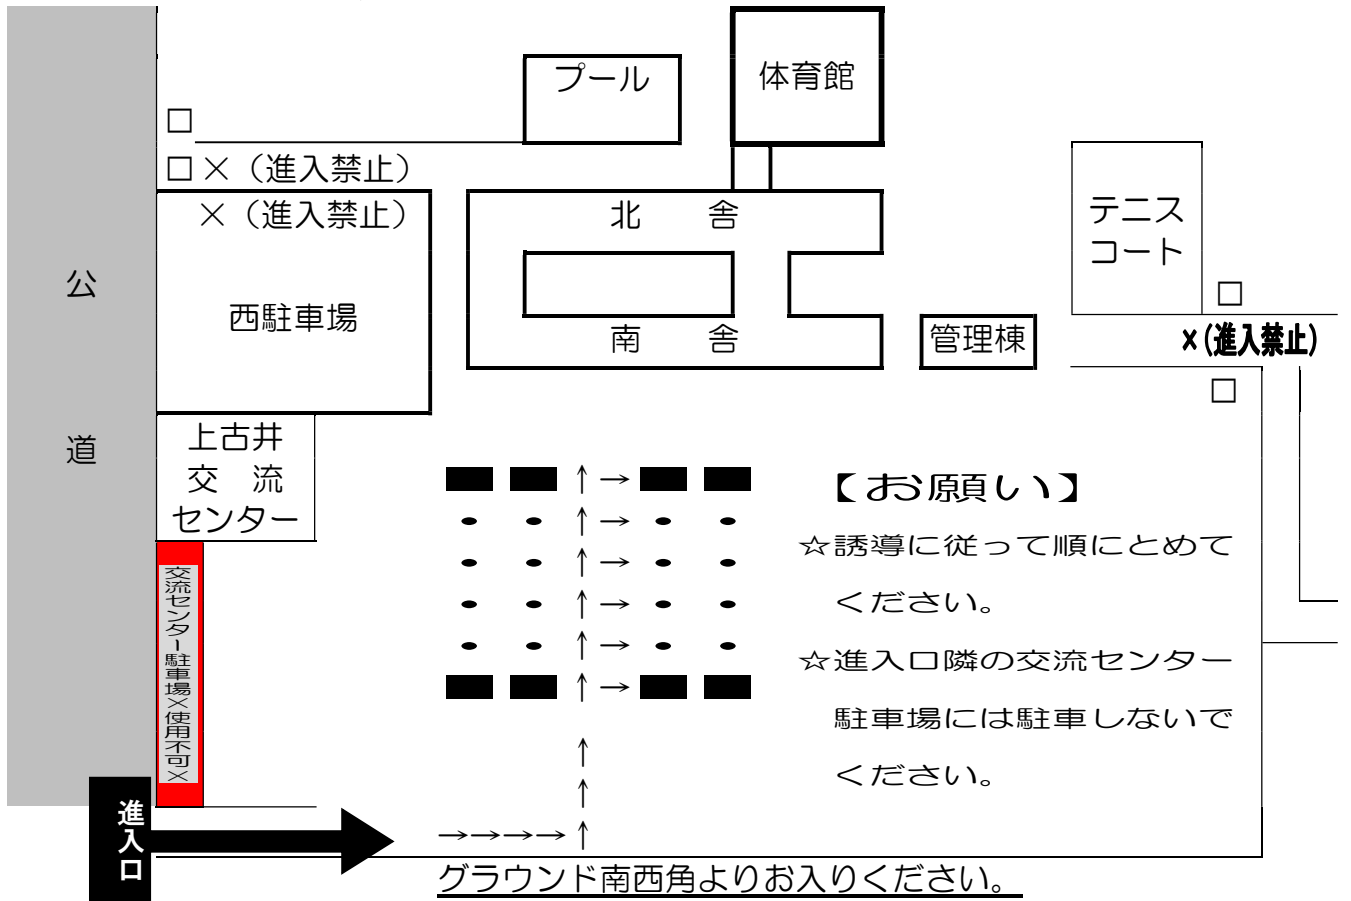 プール
体育館
□
□×（進入禁止）
×（進入禁止）
北　舎
テニス
コート
公　道
西駐車場
□
南　舎
管理棟
×(進入禁止)
□
上古井
交　流
センター
↑→
↑→
↑→
↑→
↑→
↑→
↑
↑
→→→→↑
【お願い】
☆誘導に従って順にとめて
ください。
☆進入口隣の交流センター
駐車場には駐車しないで
ください。
交流センター駐車場×使用不可×
進入口
グラウンド南西角よりお入りください。